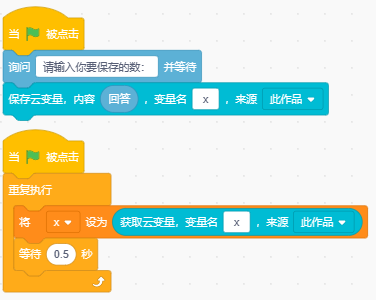 当 被点击
询问 请输入你要保存的数： 并等待
保存云变量，内容 回答 ，变量名 x ，来源 此作品
当 被点击
重复执行
将 x 设为 获取云变量，变量名 x ，来源 此作品
等待 0.5 秒